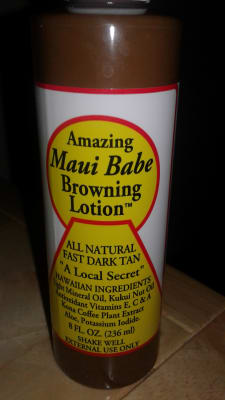 Amazing
Maui Babe
Browning
Lotion™
ALL NATURAL
FAST DARK TAN
"A Local Secret"
HAWAIIAN INGREDIENTS
Light Mineral Oil, Kukui Nut Oil
Antioxidant Vitamins E, C & A
Kona Coffee Plant Extract
Aloe, Potassium Iodide.
8 FL. OZ. (236 ml)
SHAKE WELL
EXTERNAL USE ONLY